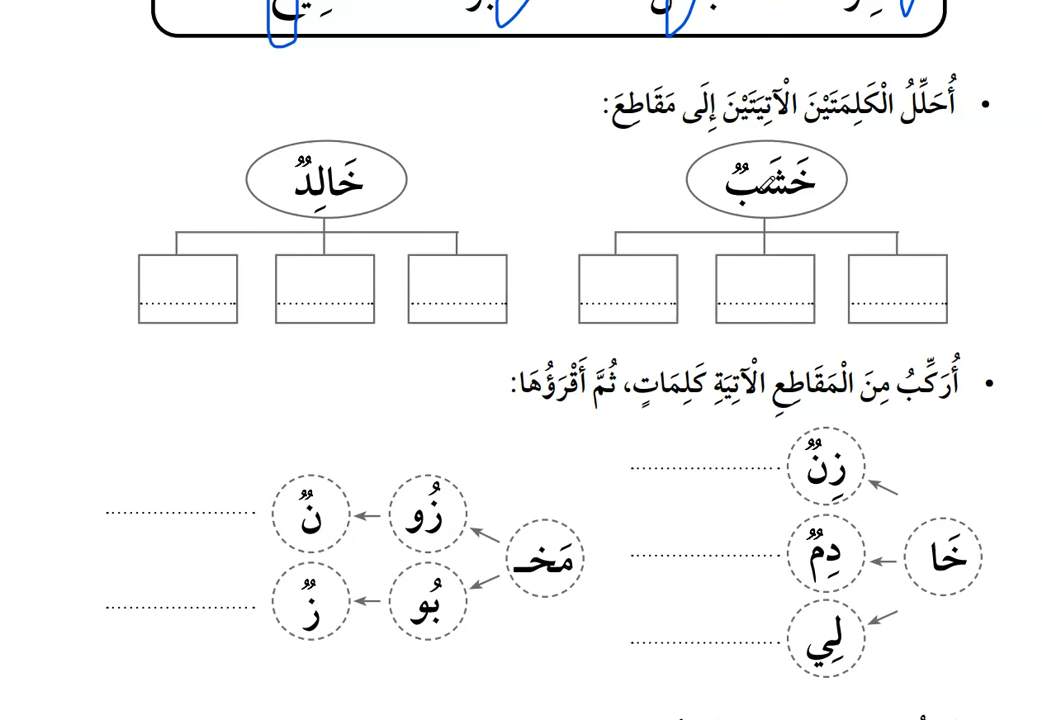 • أُحَلِّلُ الْكَلِمَتَيْنَ الْآتِيَتَيْنَ إِلَى مَقَاطِعَ:
خَشَبٌ خَالِدٌ
• أُرَكِّبُ مِنَ الْمَقَاطِعِ الْآتِيَةِ كَلِمَاتٍ، ثُمَّ أَقْرَؤُهَا:
زِنٌ
خَا دِمٌ
لِي
مَخـ زُو نٌ
بُو زٌ